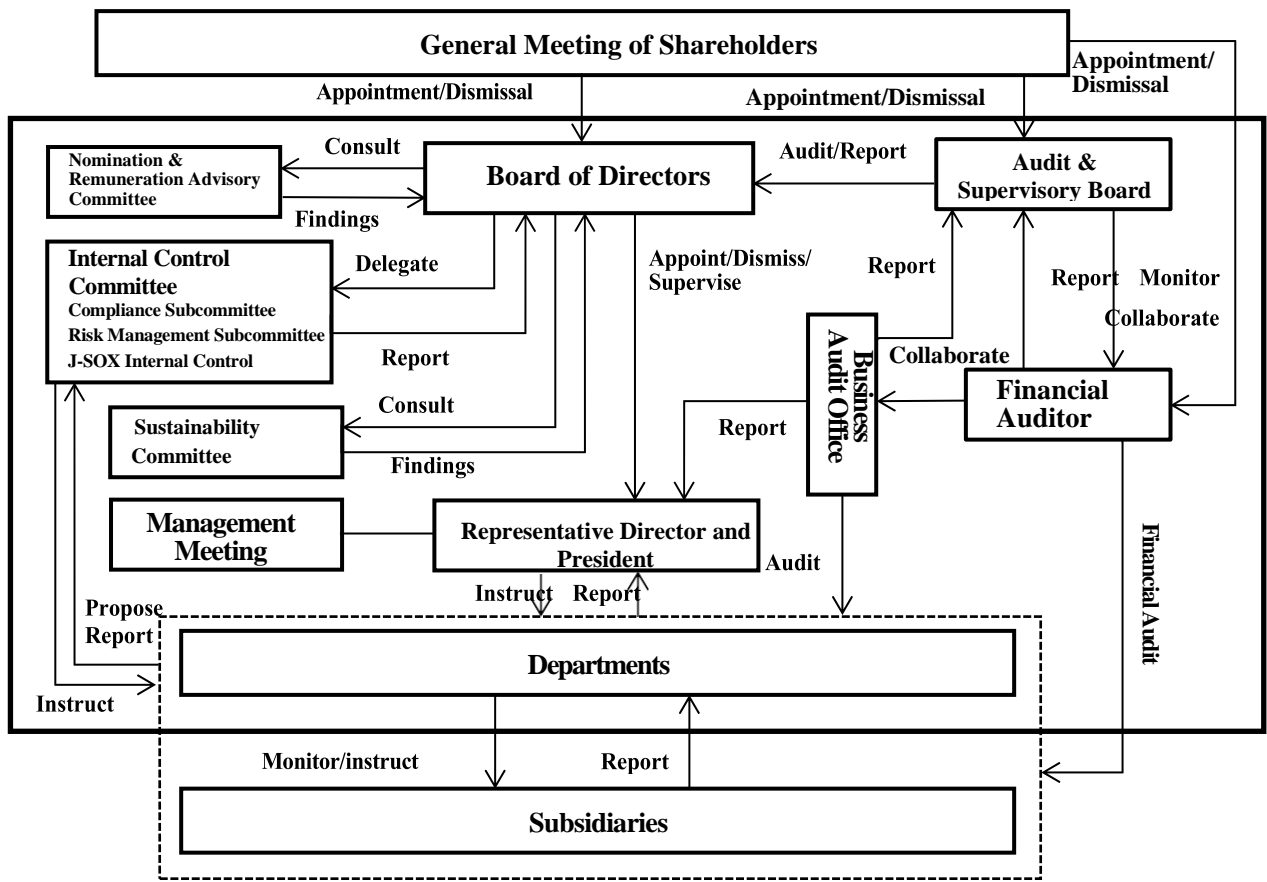 General Meeting of Shareholders
Appointment/Dismissal
Appointment/Dismissal
Appointment/
Dismissal
Nomination &
Remuneration Advisory
Committee
Consult
Findings
Board of Directors
Audit/Report
Audit &
Supervisory Board
Internal Control
Committee
Compliance Subcommittee
Risk Management Subcommittee
J-SOX Internal Control
Delegate
Report
Appoint/Dismiss/
Supervise
Report
Report
Monitor
Collaborate
Business
Audit Office
Collaborate
Financial
Auditor
Sustainability
Committee
Consult
Findings
Report
Management
Meeting
Representative Director and
President
Audit
Financial Audit
Instruct
Report
Propose
Report
Instruct
Departments
Monitor/instruct
Report
Subsidiaries